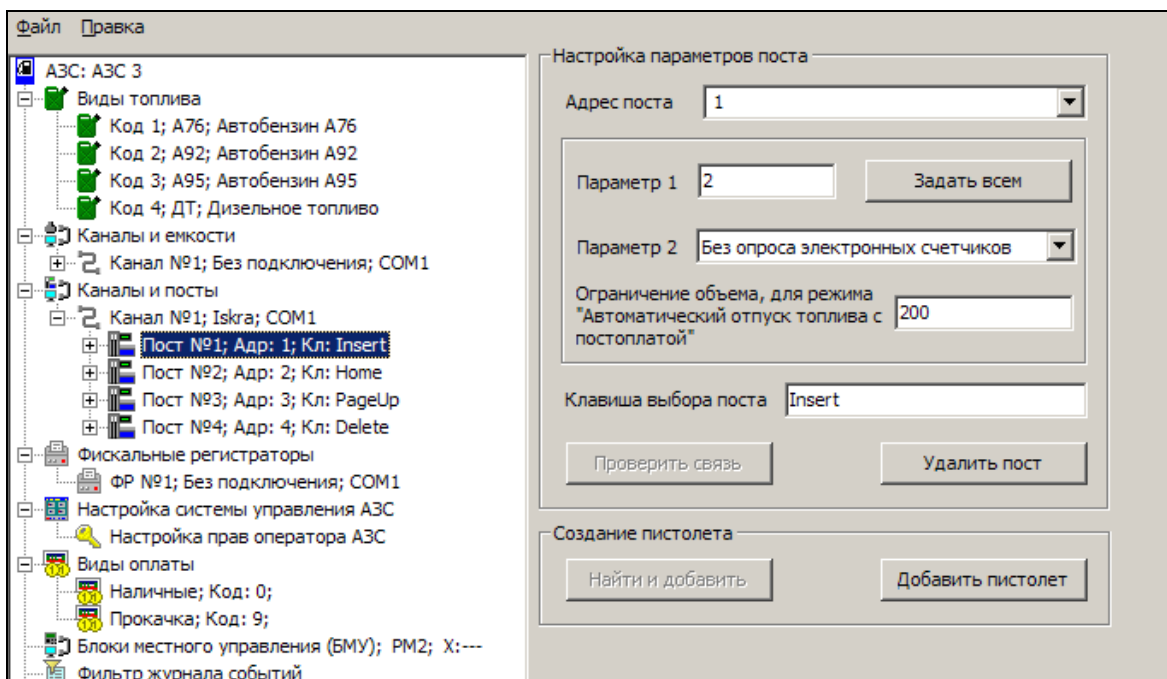 Файл Правка
АЗС: АЗС 3
Виды топлива
Код 1; А76; Автобензин А76
Код 2; А92; Автобензин А92
Код 3; А95; Автобензин А95
Код 4; ДТ; Дизельное топливо
Каналы и емкости
Канал №1; Без подключения; COM1
Каналы и посты
Канал №1; Iskra; COM1
Пост №1; Адр: 1; Кл: Insert
Пост №2; Адр: 2; Кл: Home
Пост №3; Адр: 3; Кл: PageUp
Пост №4; Адр: 4; Кл: Delete
Фискальные регистраторы
ФР №1; Без подключения; COM1
Настройка системы управления АЗС
Настройка прав оператора АЗС
Виды оплаты
Наличные; Код: 0;
Прокачка; Код: 9;
Блоки местного управления (БМУ); РМ2; Х:---
Фильтр журнала событий
Настройка параметров поста
Адрес поста 1
Параметр 1 2 Задать всем
Параметр 2 Без опроса электронных счетчиков
Ограничение объема, для режима
"Автоматический отпуск топлива с 200
постоплатой"
Клавиша выбора поста Insert
Проверить связь Удалить пост
Создание пистолета
Найти и добавить Добавить пистолет